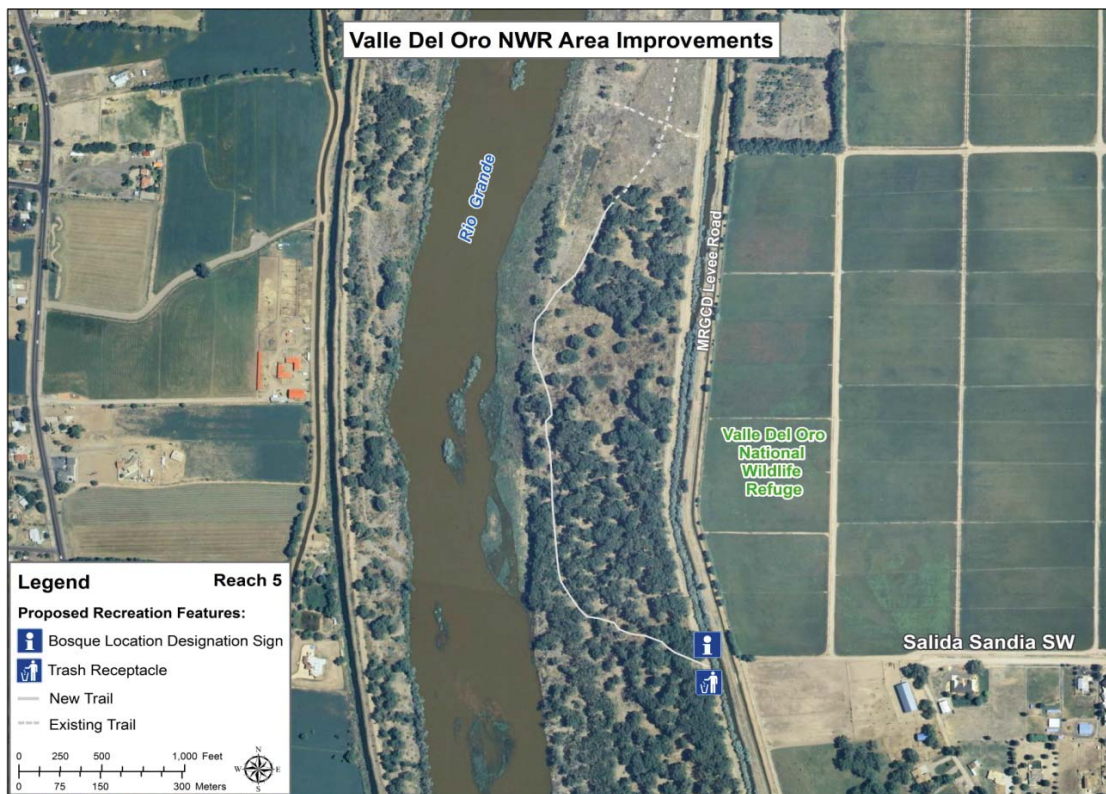 Valle Del Oro NWR Area Improvements
Rio Grande
MRGCD Levee Road
Valle Del Oro
National
Wildlife
Refuge
Salida Sandia SW
Legend Reach 5
Proposed Recreation Features:
Bosque Location Designation Sign
Trash Receptacle
New Trail
Existing Trail
0 250 500 1,000 Feet
0 75 150 300 Meters
N
W E
S